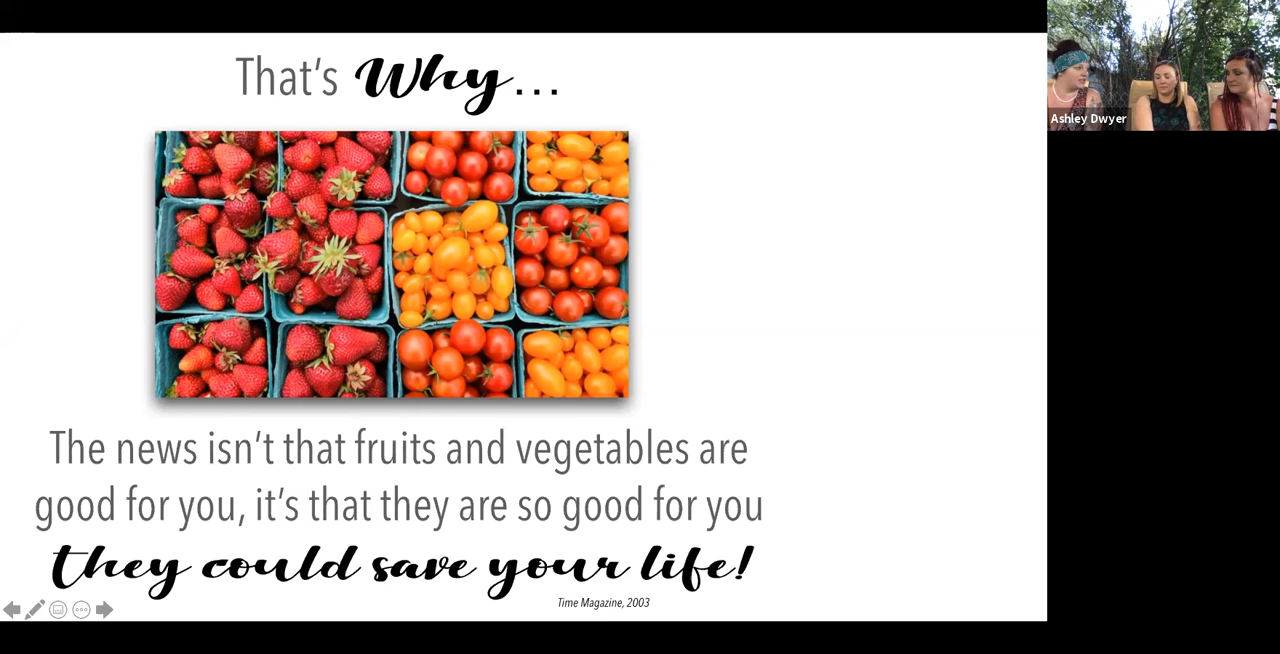 That's Why...
Ashley Dwyer
The news isn't that fruits and vegetables are
good for you, it's that they are so good for you
they could save your life!
Time Magazine, 2003